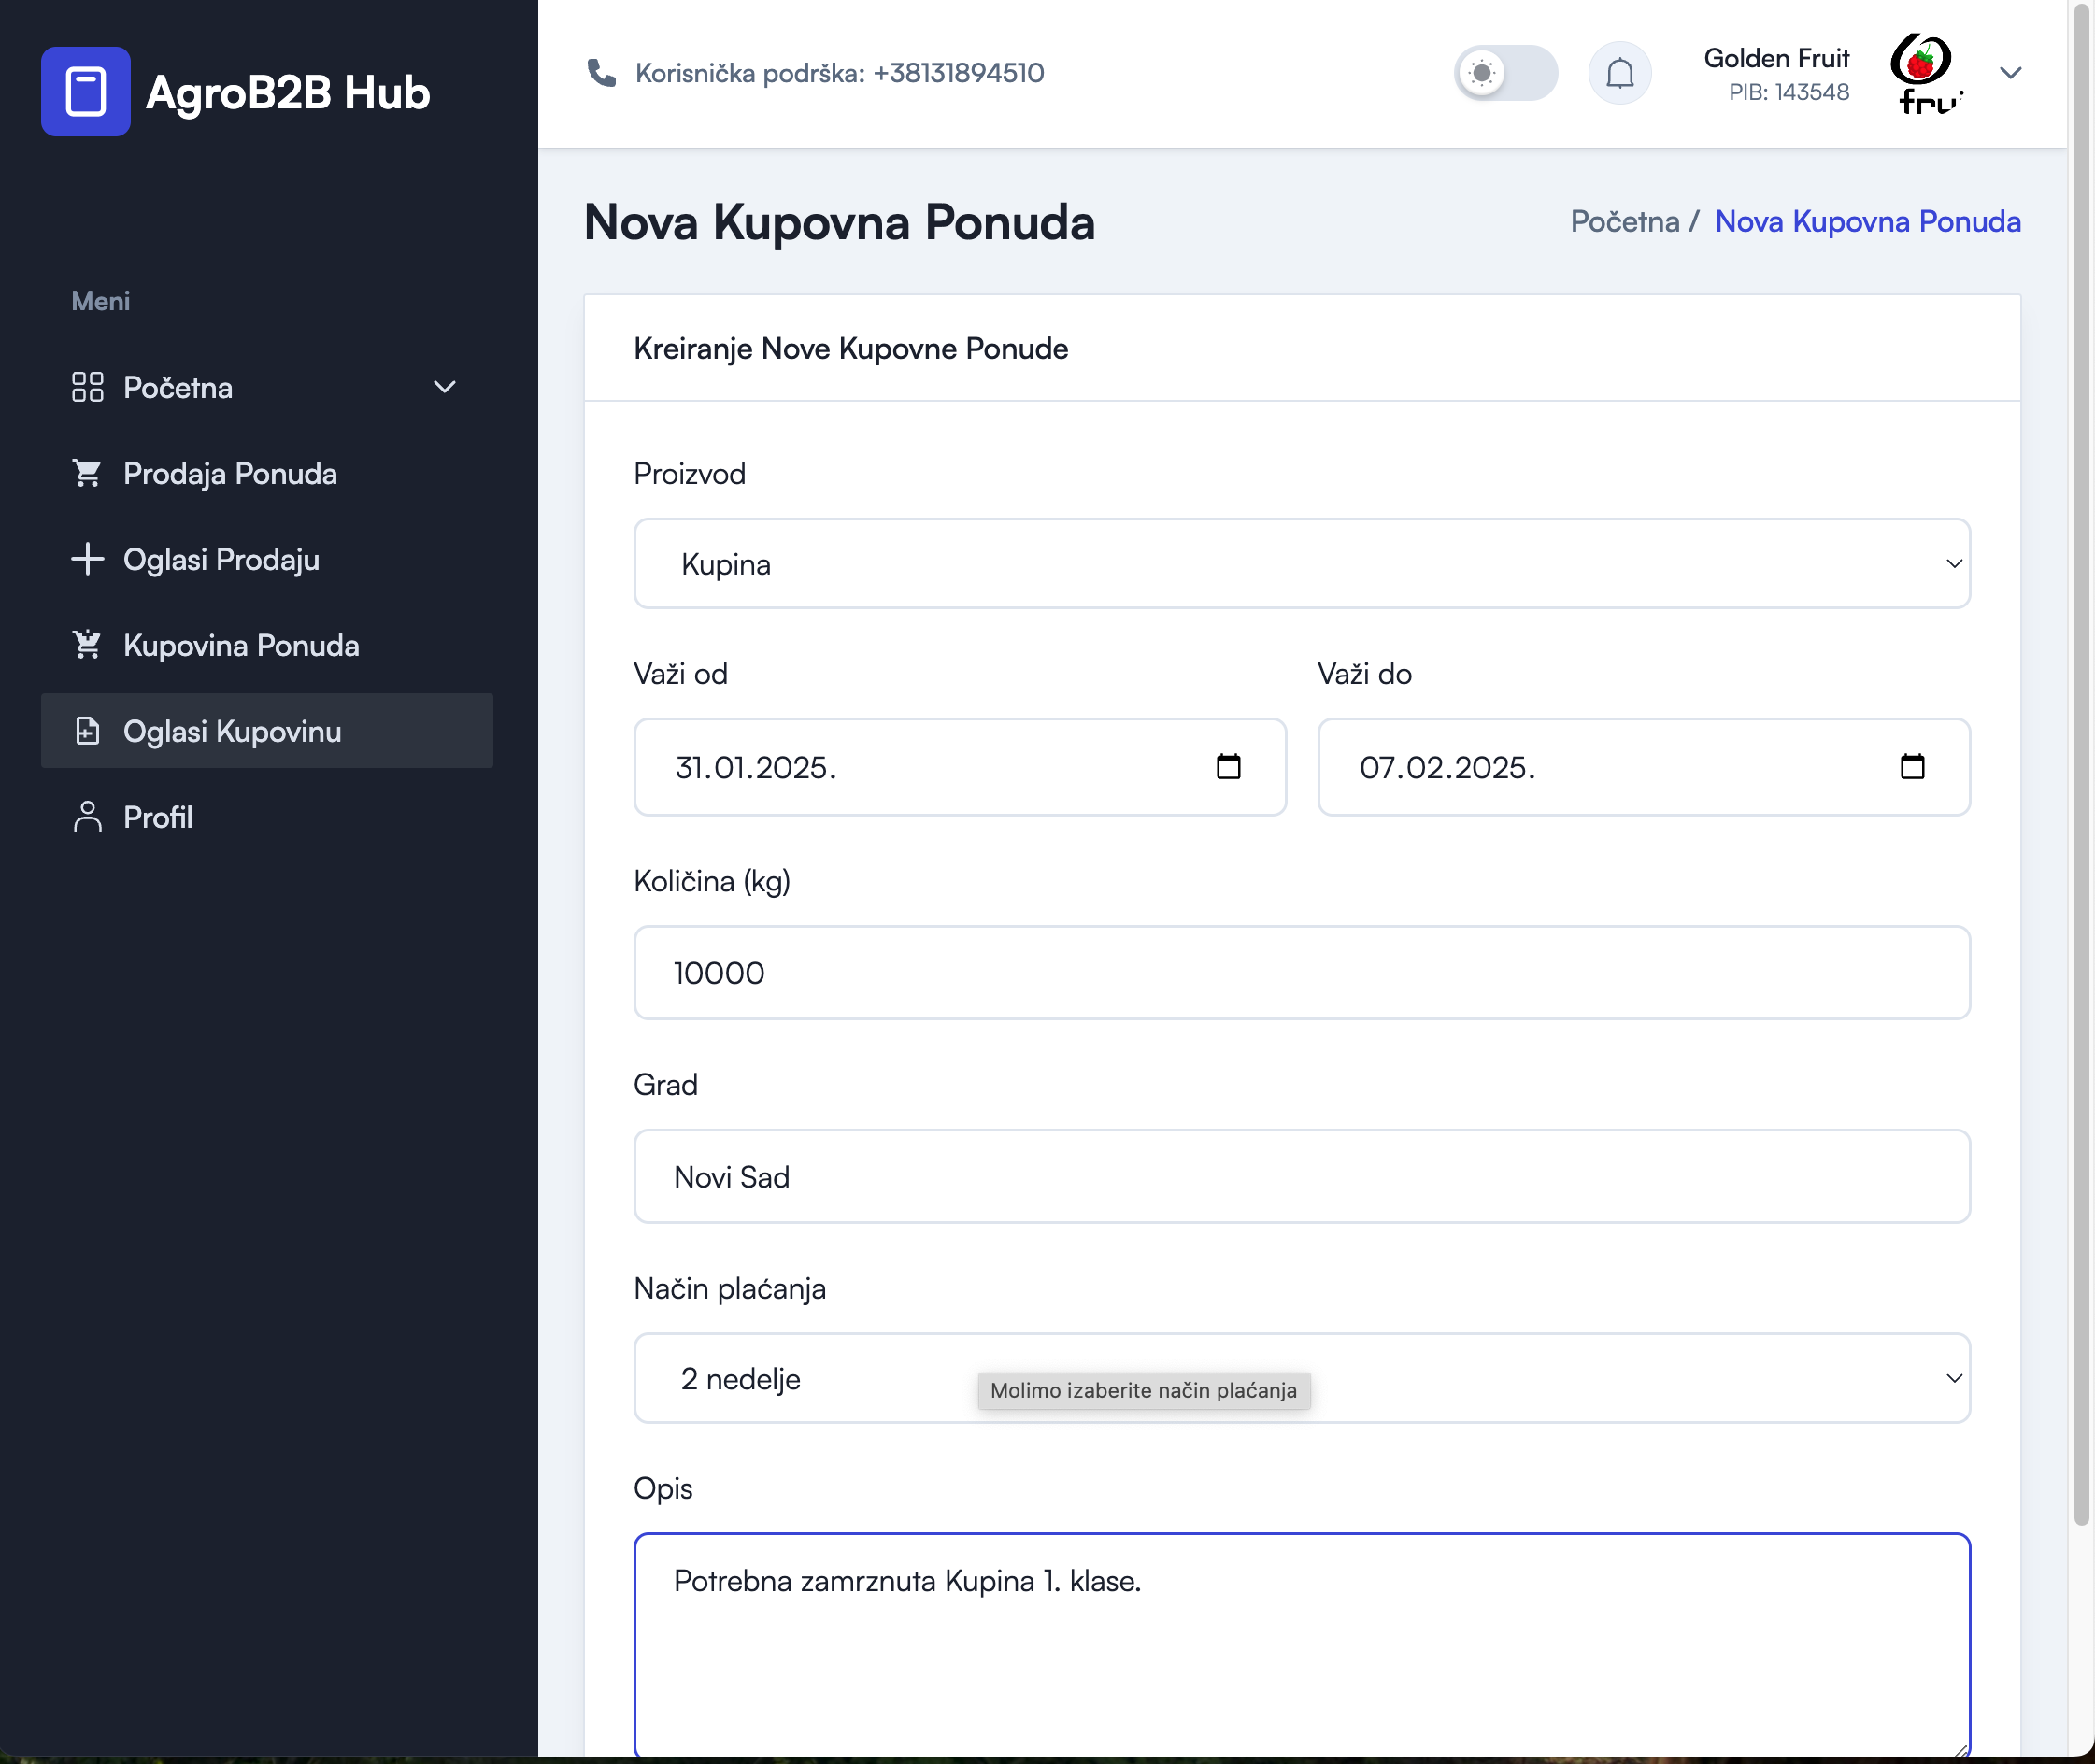 AgroB2B Hub
Korisnička podrška: +38131894510
Golden Fruit
PIB: 143548
Nova Kupovna Ponuda
Početna / Nova Kupovna Ponuda
Meni
Početna
Prodaja Ponuda
Oglasi Prodaju
Kupovina Ponuda
Oglasi Kupovinu
Profil
Kreiranje Nove Kupovne Ponude
Proizvod
Kupina
Važi od
Važi do
31.01.2025.
07.02.2025.
Količina (kg)
10000
Grad
Novi Sad
Način plaćanja
2 nedelje
Molimo izaberite način plaćanja
Opis
Potrebna zamrznuta Kupina 1. klase.